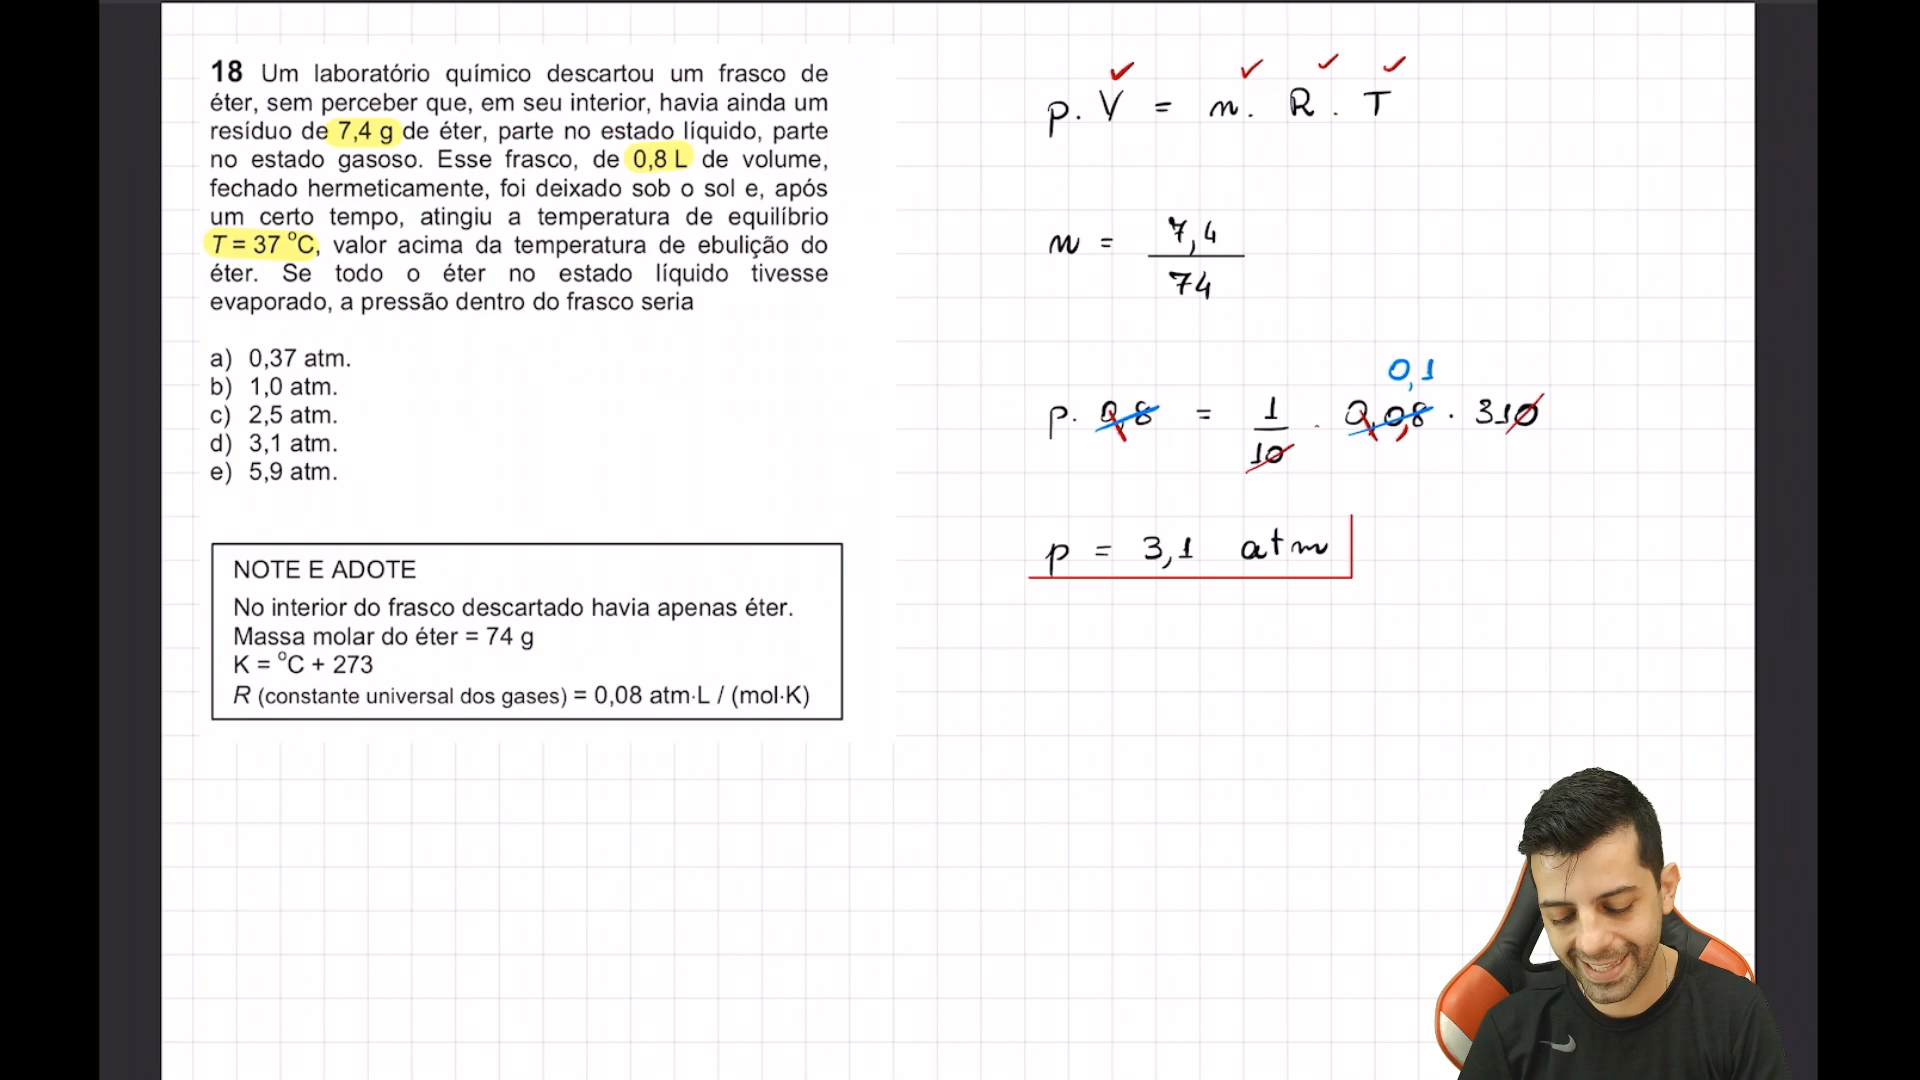 18 Um laboratório químico descartou um frasco de
éter, sem perceber que, em seu interior, havia ainda um
resíduo de 7,4 g de éter, parte no estado líquido, parte
no estado gasoso. Esse frasco, de 0,8 L de volume,
fechado hermeticamente, foi deixado sob o sol e, após
um certo tempo, atingiu a temperatura de equilíbrio
T = 37 °C, valor acima da temperatura de ebulição do
éter. Se todo o éter no estado líquido tivesse
evaporado, a pressão dentro do frasco seria
a) 0,37 atm.
b) 1,0 atm.
c) 2,5 atm.
d) 3,1 atm.
e) 5,9 atm.
NOTE E ADOTE
No interior do frasco descartado havia apenas éter.
Massa molar do éter = 74 g
K = °C + 273
R (constante universal dos gases) = 0,08 atm·L / (mol·K)
p. V = n. R. T
n = 7,4
74
0,1
p. 0,8 = 1/10 . 0,08 . 310
p = 3,1 atm